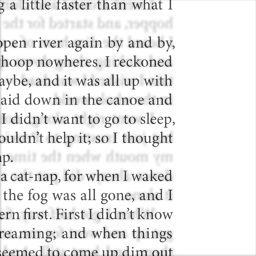 g a little faster than what I
open river again by and by,
hoop nowheres. I reckoned
aybe, and it was all up with
aid down in the canoe and
I didn't want to go to sleep,
ouldn't help it; so I thought
ap.
a cat-nap, for when I waked
the fog was all gone, and I
ern first. First I didn't know
reaming; and when things
seemed to come up dim out